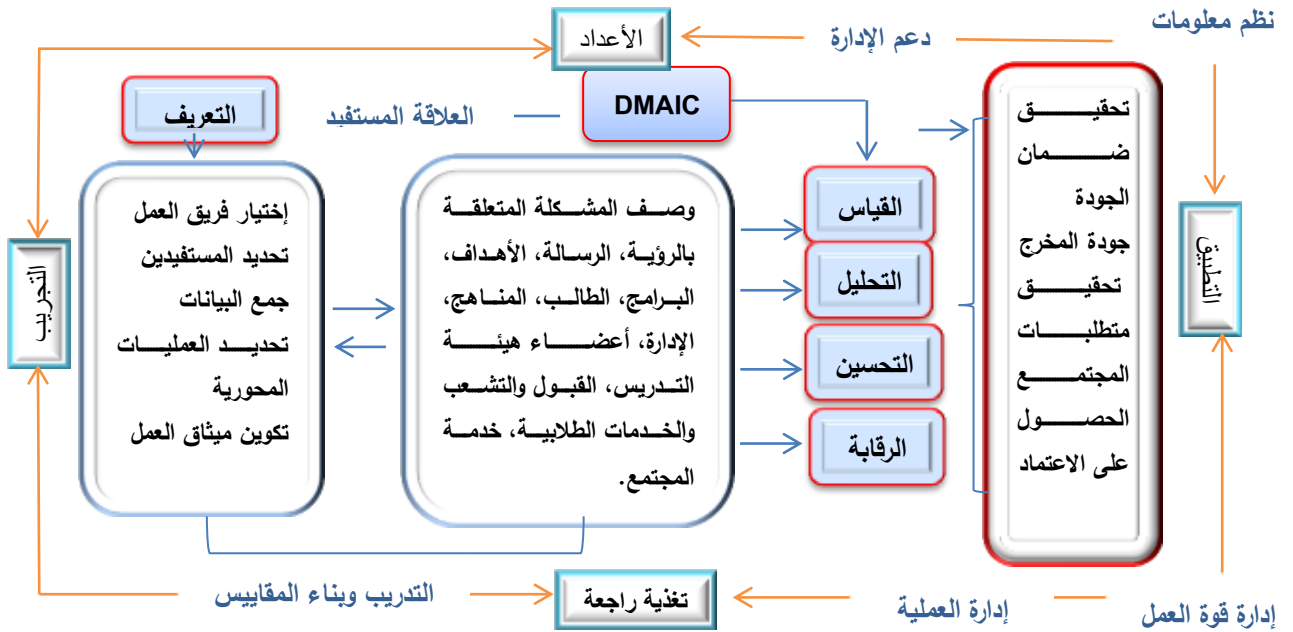 نظم معلومات
دعم الإدارة
الأعداد
DMAIC
العلاقة المستفيد
التعريف
تحقيق
ضمان
الجودة
جودة المخرج
تحقيق
متطلبات
المجتمع
الحصول
على الاعتماد
القياس
التحليل
التحسين
الرقابة
وصف المشكلة المتعلقة
بالرؤية، الرسالة، الأهداف،
البرامج، الطالب، المناهج،
الإدارة، أعضاء هيئة
التدريس، القبول والتشعب
والخدمات الطلابية، خدمة
المجتمع.
إختيار فريق العمل
تحديد المستفيدين
جمع البيانات
تحديد العمليات
المحورية
تكوين ميثاق العمل
التطبيق
التجريب
إدارة قوة العمل
إدارة العملية
تغذية راجعة
التدريب وبناء المقاييس